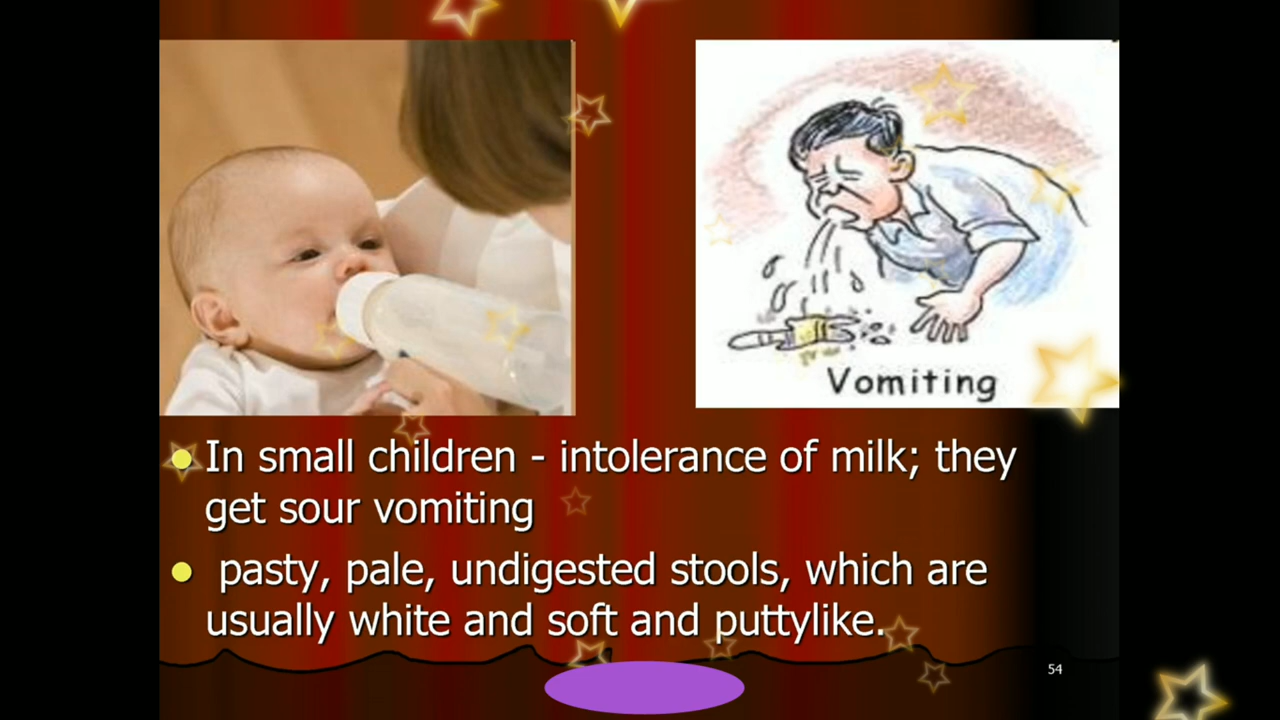 Vomiting
In small children - intolerance of milk; they
get sour vomiting
pasty, pale, undigested stools, which are
usually white and soft and puttylike.
54